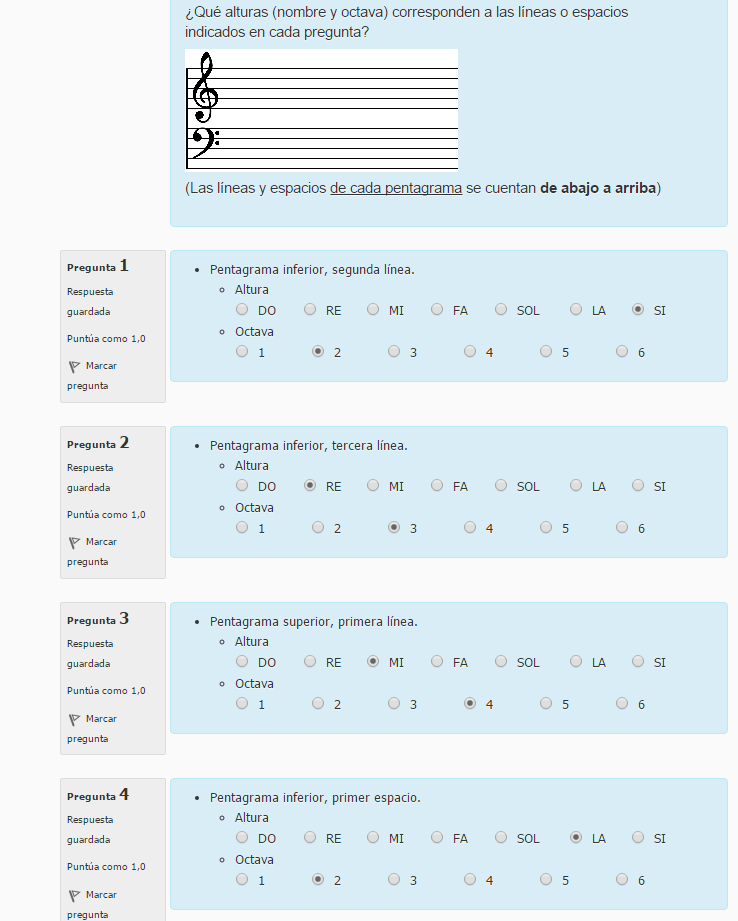 ¿Qué alturas (nombre y octava) corresponden a las líneas o espacios
indicados en cada pregunta?
(Las líneas y espacios de cada pentagrama se cuentan de abajo a arriba)
Pregunta 1
Respuesta
guardada
Puntúa como 1,0
Marcar
pregunta
Pentagrama inferior, segunda línea.
Altura
DO RE MI FA SOL LA SI
Octava
1 2 3 4 5 6
Pregunta 2
Respuesta
guardada
Puntúa como 1,0
Marcar
pregunta
Pentagrama inferior, tercera línea.
Altura
DO RE MI FA SOL LA SI
Octava
1 2 3 4 5 6
Pregunta 3
Respuesta
guardada
Puntúa como 1,0
Marcar
pregunta
Pentagrama superior, primera línea.
Altura
DO RE MI FA SOL LA SI
Octava
1 2 3 4 5 6
Pregunta 4
Respuesta
guardada
Puntúa como 1,0
Marcar
pregunta
Pentagrama inferior, primer espacio.
Altura
DO RE MI FA SOL LA SI
Octava
1 2 3 4 5 6